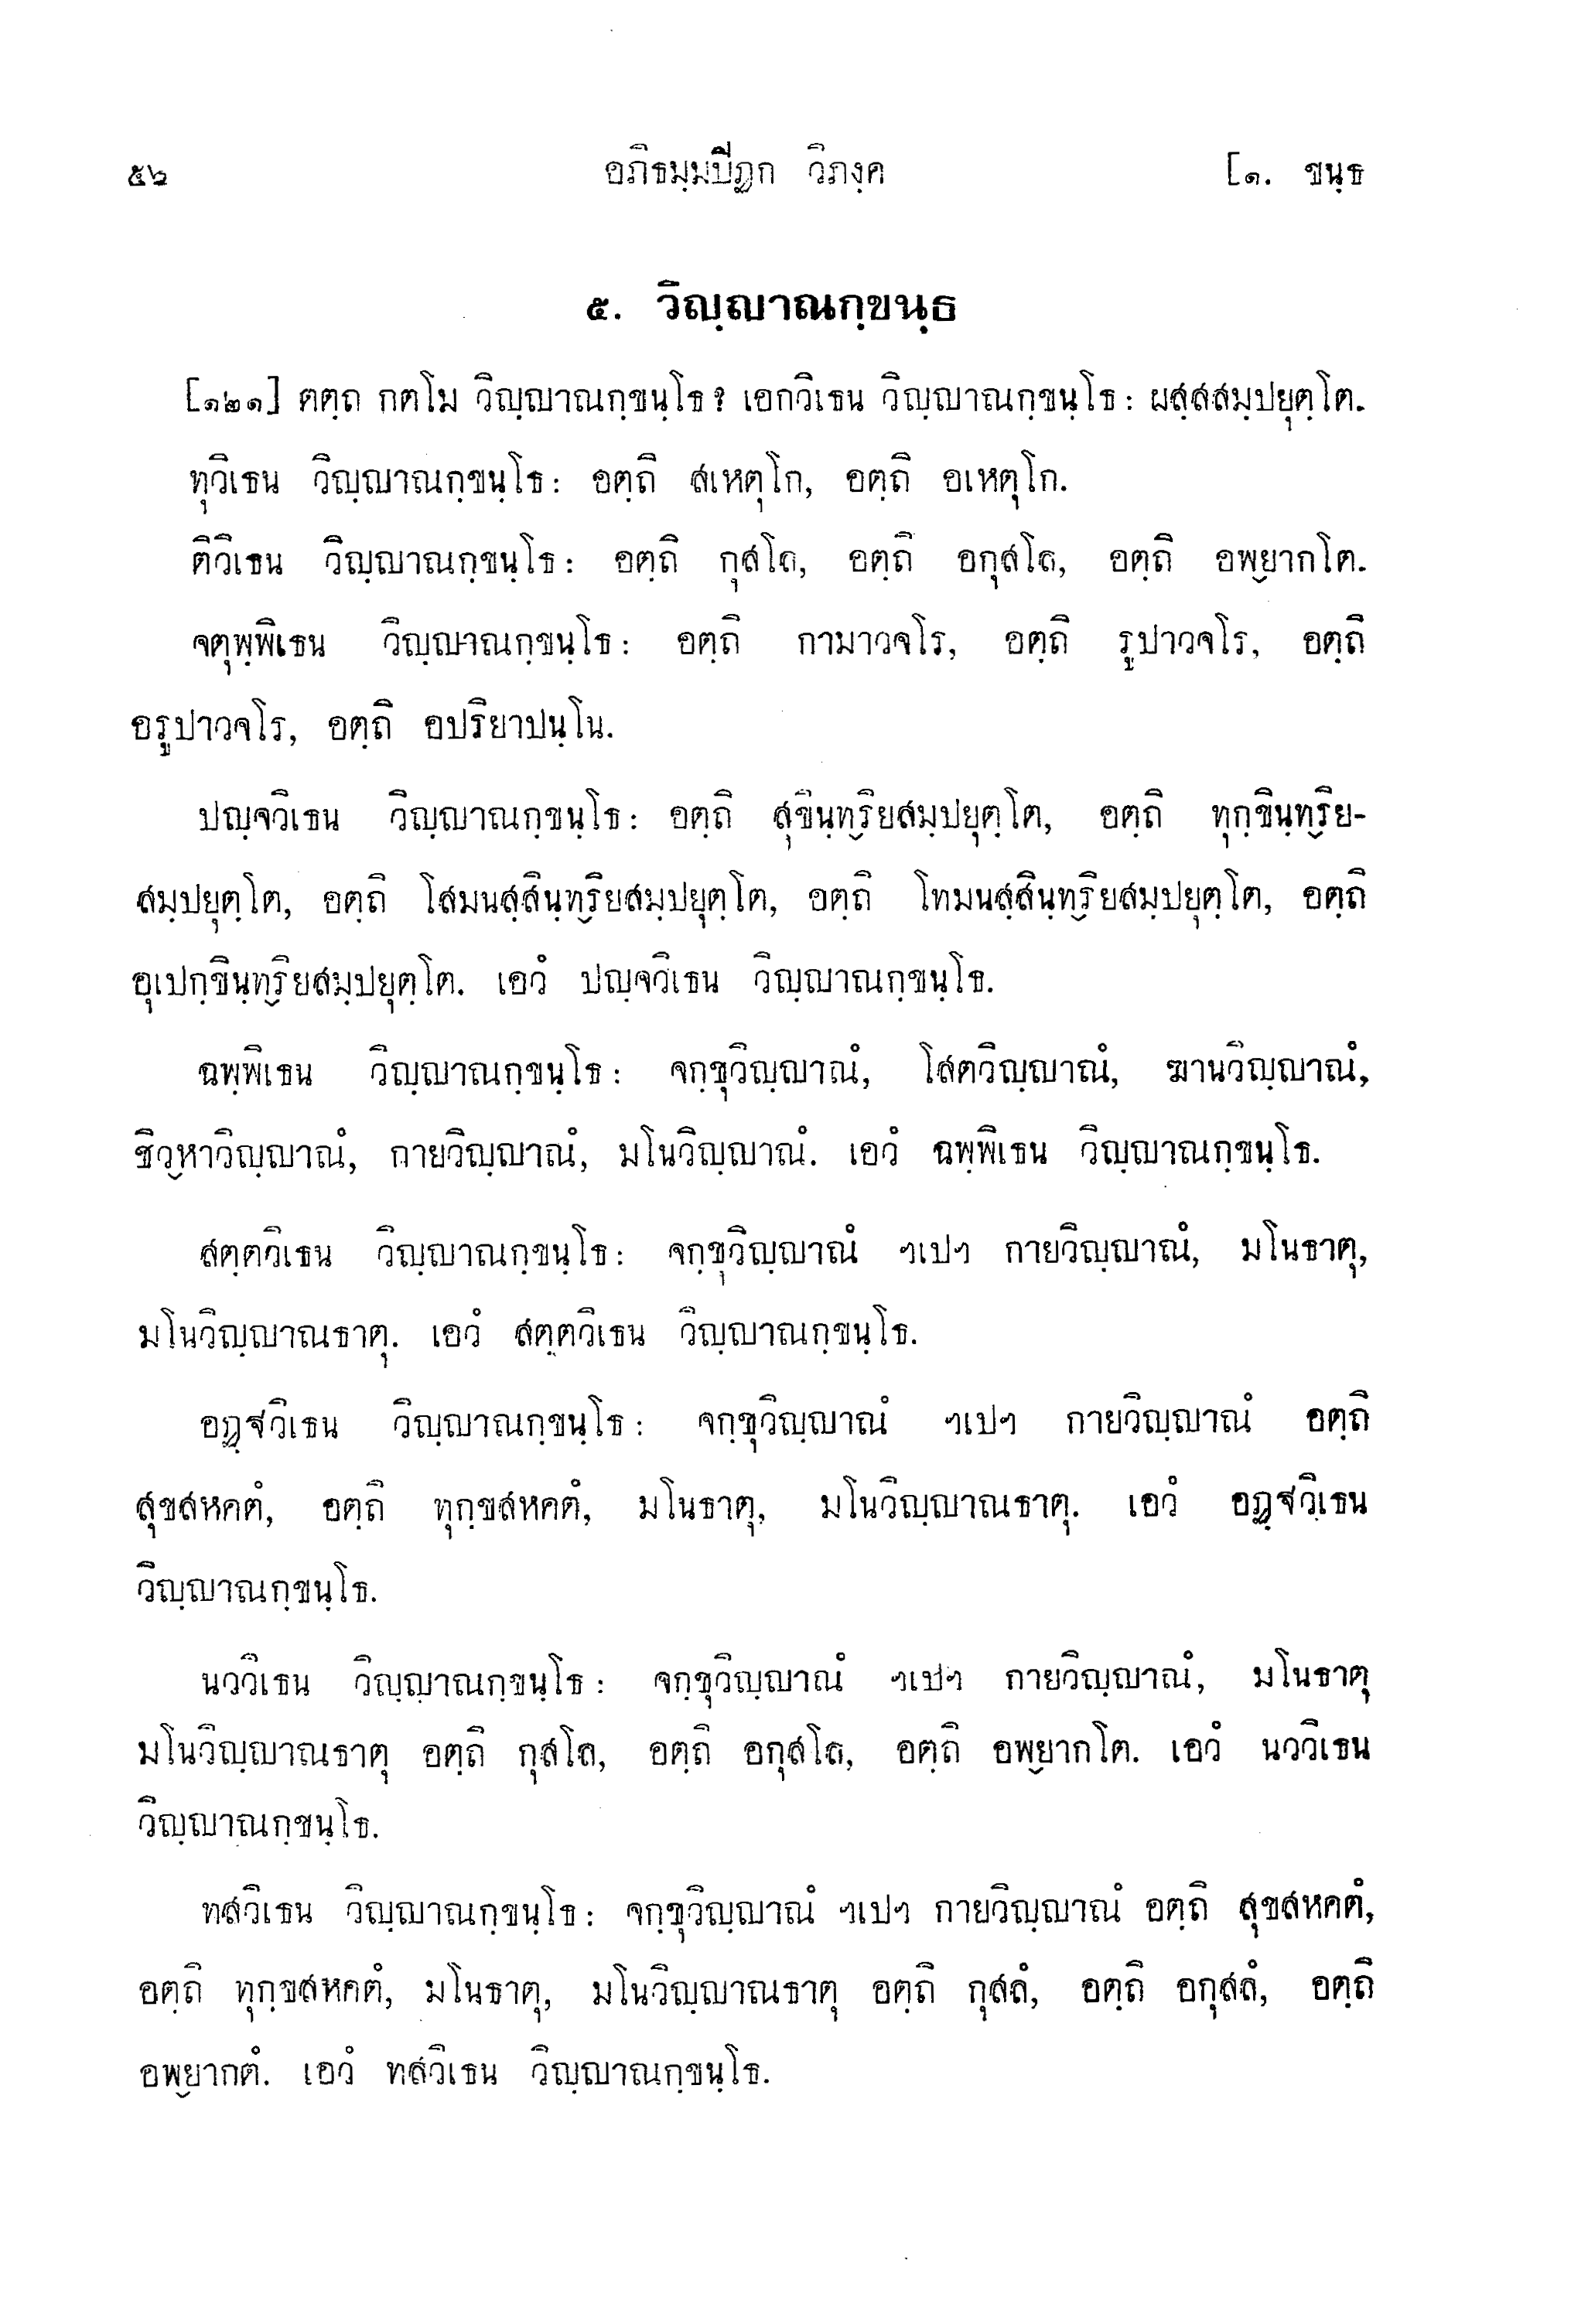 ๕๖ อภิธมฺมปิฏก วิภงฺค [๑. ขนฺธ
๕. วิญฺญาณกฺขนฺธ
[๑๒๑] ตตฺถ กตโม วิญฺญาณกฺขนฺโธ? เอกวิเธน วิญฺญาณกฺขนฺโธ: ผสฺสสมฺปยุตฺโต.
ทุวิเธน วิญฺญาณกฺขนฺโธ: อตฺถิ สเหตุโก, อตฺถิ อเหตุโก.
ติวิเธน วิญฺญาณกฺขนฺโธ: อตฺถิ กุสโล, อตฺถิ อกุสโล, อตฺถิ อพฺยากโต.
จตุพฺพิเธน วิญฺญาณกฺขนฺโธ: อตฺถิ กามาวจโร, อตฺถิ รูปาวจโร, อตฺถิ
อรูปาวจโร, อตฺถิ อปริยาปนฺโน.
ปญฺจวิเธน วิญฺญาณกฺขนฺโธ: อตฺถิ สุขินฺทฺริยสมฺปยุตฺโต, อตฺถิ ทุกฺขินฺทฺริย-
สมฺปยุตฺโต, อตฺถิ โสมนสฺสินฺทฺริยสมฺปยุตฺโต, อตฺถิ โทมนสฺสินฺทฺริยสมฺปยุตฺโต, อตฺถิ
อุเปกฺขินฺทฺริยสมฺปยุตฺโต. เอวํ ปญฺจวิเธน วิญฺญาณกฺขนฺโธ.
ฉพฺพิเธน วิญฺญาณกฺขนฺโธ: จกฺขุวิญฺญาณํ, โสตวิญฺญาณํ, ฆานวิญฺญาณํ,
ชิวฺหาวิญฺญาณํ, กายวิญฺญาณํ, มโนวิญฺญาณํ. เอวํ ฉพฺพิเธน วิญฺญาณกฺขนฺโธ.
สตฺตวิเธน วิญฺญาณกฺขนฺโธ: จกฺขุวิญฺญาณํ ฯเปฯ กายวิญฺญาณํ, มโนธาตุ,
มโนวิญฺญาณธาตุ. เอวํ สตฺตวิเธน วิญฺญาณกฺขนฺโธ.
อฏฺฐวิเธน วิญฺญาณกฺขนฺโธ: จกฺขุวิญฺญาณํ ฯเปฯ กายวิญฺญาณํ อตฺถิ
สุขสหคตํ, อตฺถิ ทุกฺขสหคตํ, มโนธาตุ, มโนวิญฺญาณธาตุ. เอวํ อฏฺฐวิเธน
วิญฺญาณกฺขนฺโธ.
นววิเธน วิญฺญาณกฺขนฺโธ: จกฺขุวิญฺญาณํ ฯเปฯ กายวิญฺญาณํ, มโนธาตุ
มโนวิญฺญาณธาตุ อตฺถิ กุสโล, อตฺถิ อกุสโล, อตฺถิ อพฺยากโต. เอวํ นววิเธน
วิญฺญาณกฺขนฺโธ.
ทสวิเธน วิญฺญาณกฺขนฺโธ: จกฺขุวิญฺญาณํ ฯเปฯ กายวิญฺญาณํ อตฺถิ สุขสหคตํ,
อตฺถิ ทุกฺขสหคตํ, มโนธาตุ, มโนวิญฺญาณธาตุ อตฺถิ กุสลํ, อตฺถิ อกุสลํ, อตฺถิ
อพฺยากตํ. เอวํ ทสวิเธน วิญฺญาณกฺขนฺโธ.